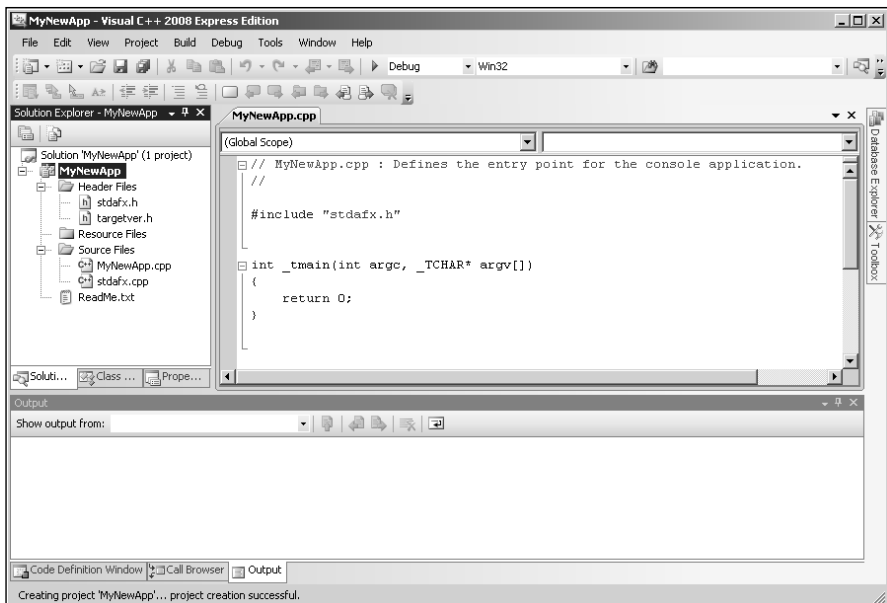 MyNewApp - Visual C++ 2008 Express Edition
File Edit View Project Build Debug Tools Window Help
Debug Win32
Solution Explorer - MyNewApp
Solution 'MyNewApp' (1 project)
MyNewApp
Header Files
stdafx.h
targetver.h
Resource Files
Source Files
MyNewApp.cpp
stdafx.cpp
ReadMe.txt
Soluti... Class ... Prope...
MyNewApp.cpp
(Global Scope)
// MyNewApp.cpp : Defines the entry point for the console application.
//
#include "stdafx.h"
int _tmain(int argc, _TCHAR* argv[])
{
return 0;
}
Database Explorer
Toolbox
Output
Show output from:
Code Definition Window Call Browser Output
Creating project 'MyNewApp'... project creation successful.